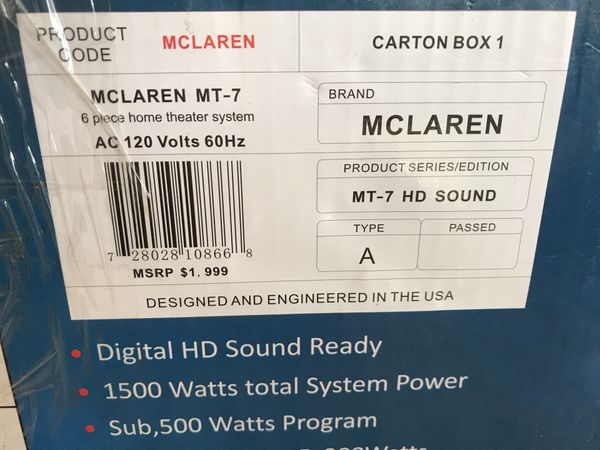 PRODUCT CODE
MCLAREN
CARTON BOX 1
MCLAREN MT-7
6 piece home theater system
AC 120 Volts 60Hz
7 28028 10866 8
MSRP $1,999
BRAND
MCLAREN
PRODUCT SERIES/EDITION
MT-7 HD SOUND
TYPE
A
PASSED
DESIGNED AND ENGINEERED IN THE USA
• Digital HD Sound Ready
• 1500 Watts total System Power
• Sub,500 Watts Program